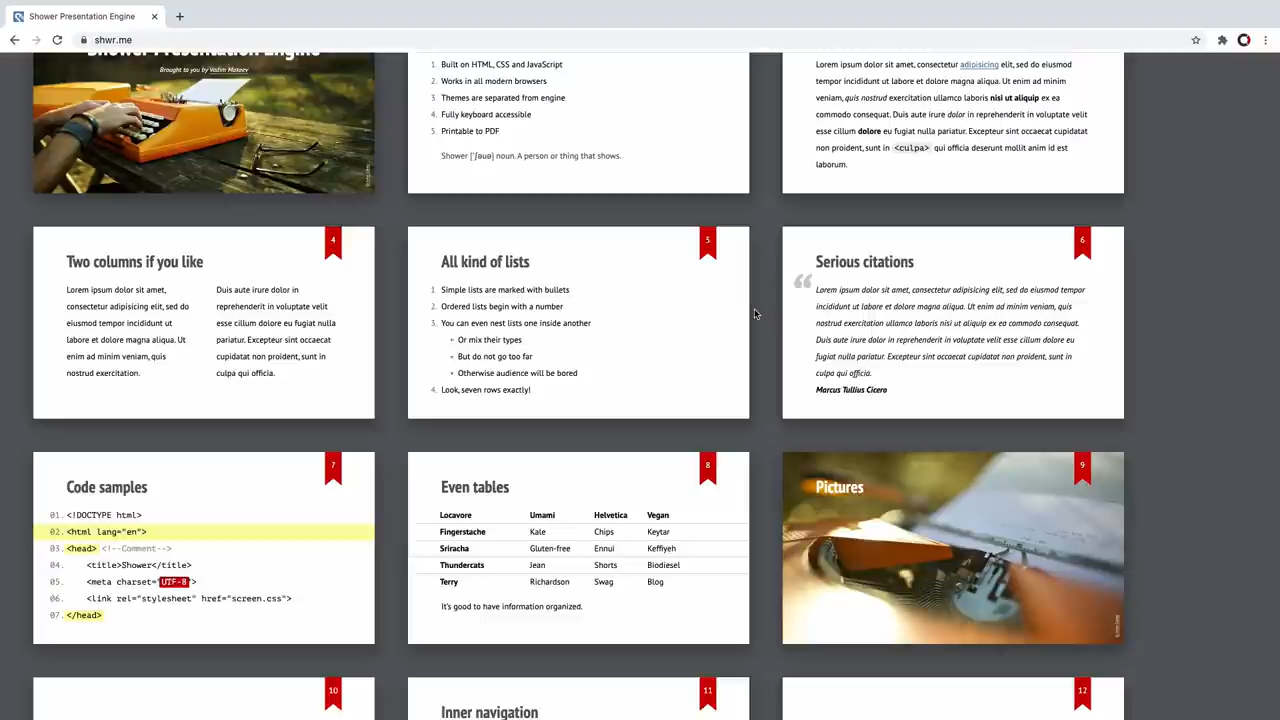 Shower Presentation Engine
shwr.me
Shower Presentation Engine
Brought to you by Vadim Makeev
1. Built on HTML, CSS and JavaScript
2. Works in all modern browsers
3 Themes are separated from engine
4. Fully keyboard accessible
5. Printable to PDF
Shower ['ʃəuə] noun. A person or thing that shows.
Lorem ipsum dolor sit amet, consectetur adipisicing elit, sed do eiusmod
tempor incididunt ut labore et dolore magna aliqua. Ut enim ad minim
veniam, quis nostrud exercitation ullamco laboris nisi ut aliquip ex ea
commodo consequat. Duis aute irure dolor in reprehenderit in voluptate velit
esse cillum dolore eu fugiat nulla pariatur. Excepteur sint occaecat cupidatat
non proident, sunt in <culpa> qui officia deserunt mollit anim id est
laborum.
4
Two columns if you like
Lorem ipsum dolor sit amet,
consectetur adipisicing elit, sed do
eiusmod tempor incididunt ut
labore et dolore magna aliqua. Ut
enim ad minim veniam, quis
nostrud exercitation.
Duis aute irure dolor in
reprehenderit in voluptate velit
esse cillum dolore eu fugiat nulla
pariatur. Excepteur sint occaecat
cupidatat non proident, sunt in
culpa qui officia.
5
All kind of lists
1 Simple lists are marked with bullets
2. Ordered lists begin with a number
3. You can even nest lists one inside another
• Or mix their types
• But do not go too far
• Otherwise audience will be bored
4. Look, seven rows exactly!
6
Serious citations
“ Lorem ipsum dolor sit amet, consectetur adipisicing elit, sed do eiusmod tempor
incididunt ut labore et dolore magna aliqua. Ut enim ad minim veniam, quis
nostrud exercitation ullamco laboris nisi ut aliquip ex ea commodo consequat.
Duis aute irure dolor in reprehenderit in voluptate velit esse cillum dolore eu
fugiat nulla pariatur. Excepteur sint occaecat cupidatat non proident, sunt in
culpa qui officia.
Marcus Tullius Cicero
7
Code samples
01. <!DOCTYPE html>
02. <html lang="en">
03. <head> <!--Comment-->
04. <title>Shower</title>
05. <meta charset="UTF-8">
06. <link rel="stylesheet" href="screen.css">
07. </head>
8
Even tables
Locavore Umami Helvetica Vegan
Fingerstache Kale Chips Keytar
Sriracha Gluten-free Ennui Keffiyeh
Thundercats Jean Shorts Biodiesel
Terry Richardson Swag Blog
It's good to have information organized.
9
Pictures
10
11
Inner navigation
12